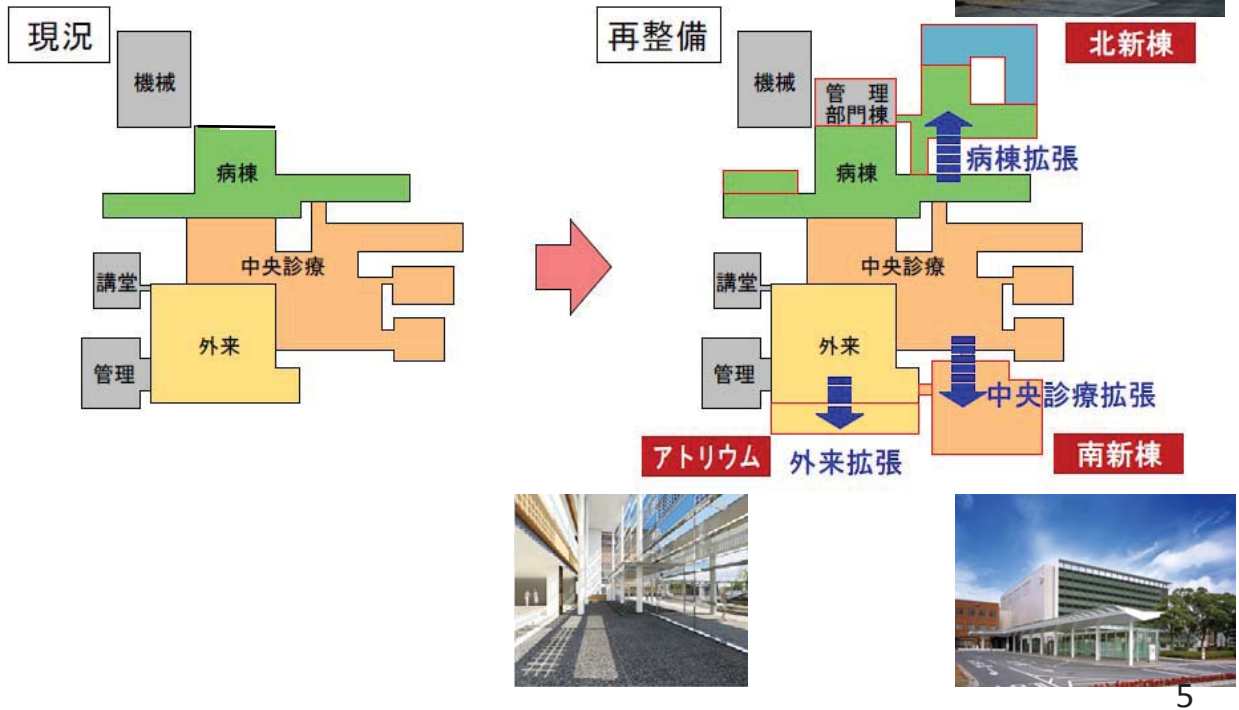 現況
機械
病棟
中央診療
講堂
外来
管理
再整備
北新棟
機械
管 理
部門棟
病棟拡張
病棟
中央診療
講堂
外来
管理
中央診療拡張
アトリウム
外来拡張
南新棟
5